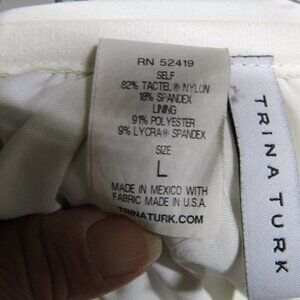 RN 52419
SELF
82% TACTEL® NYLON
18% SPANDEX
LINING
91% POLYESTER
9% LYCRA® SPANDEX
SIZE
L
MADE IN MEXICO WITH
FABRIC MADE IN U.S.A.
TRINATURK.COM
TRINA TURK